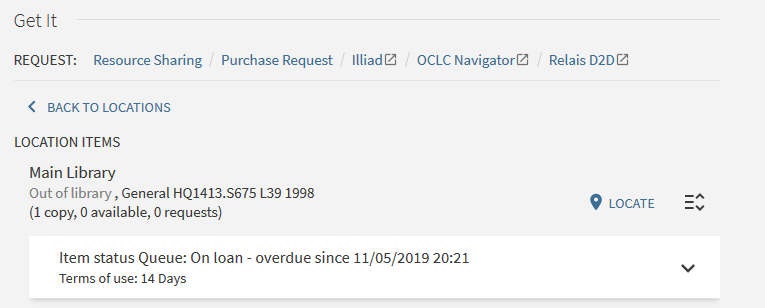 Get It
REQUEST: Resource Sharing / Purchase Request / Illiad / OCLC Navigator / Relais D2D
BACK TO LOCATIONS
LOCATION ITEMS
Main Library
Out of library , General HQ1413.S675 L39 1998
(1 copy, 0 available, 0 requests)
LOCATE
Item status Queue: On loan - overdue since 11/05/2019 20:21
Terms of use: 14 Days